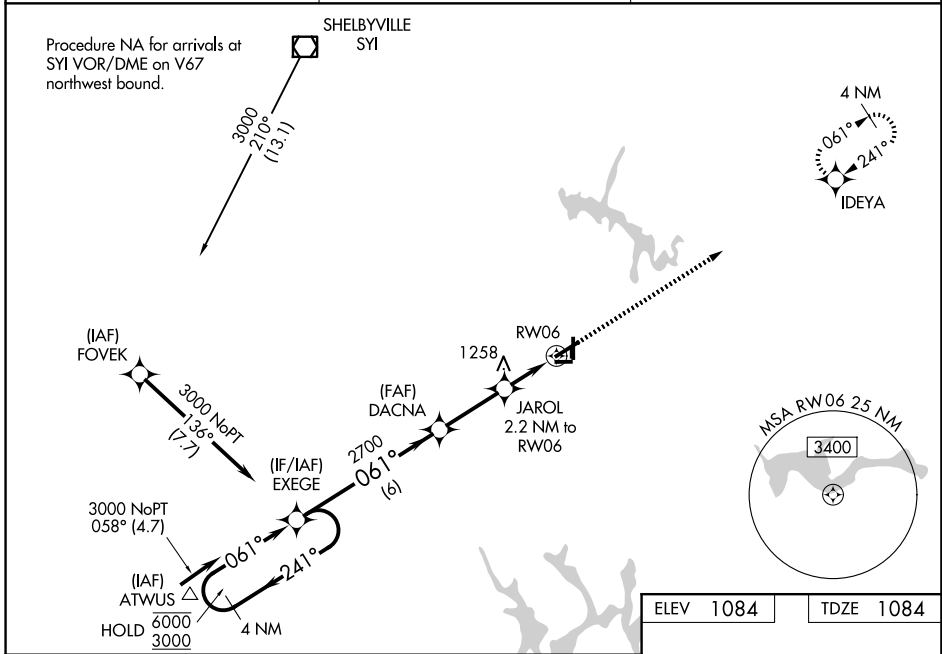 Procedure NA for arrivals at
SYI VOR/DME on V67
northwest bound.
SHELBYVILLE
SYI
3000
210°
(13.1)
4 NM
061°
241°
IDEYA
(IAF)
FOVEK
3000 NoPT
136°
(7.7)
RW06
1258
(FAF)
DACNA
JAROL
2.2 NM to
RW06
2700
061°
(6)
(IF/IAF)
EXEGE
3000 NoPT
058° (4.7)
061°
241°
(IAF)
ATWUS
HOLD
6000
3000
4 NM
MSA RW06 25 NM
3400
ELEV 1084
TDZE 1084